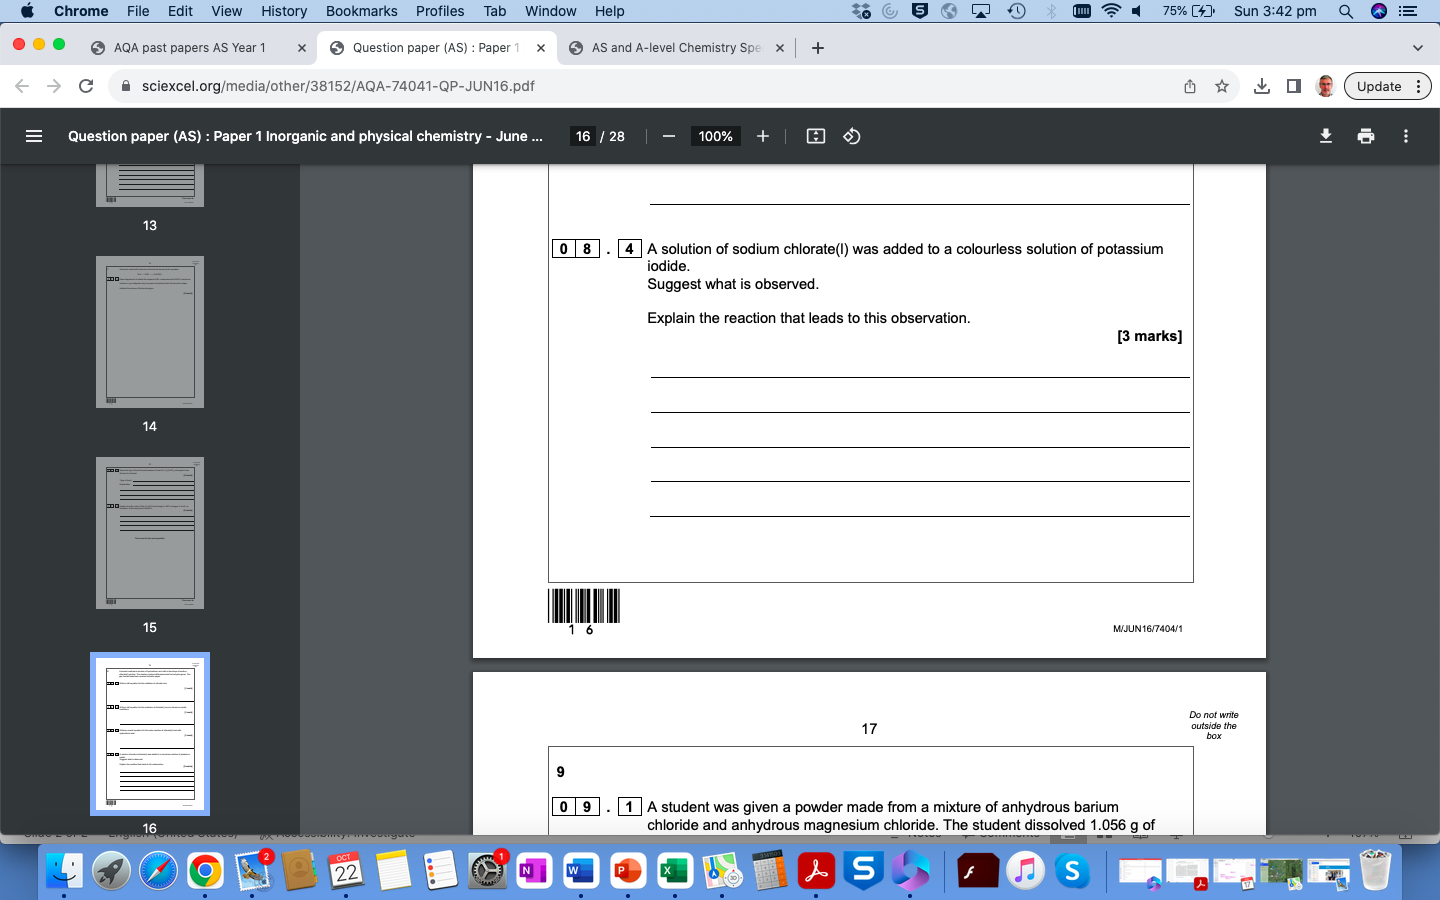 Chrome File Edit View History Bookmarks Profiles Tab Window Help 75% Sun 3:42 pm
AQA past papers AS Year 1
Question paper (AS) : Paper 1
AS and A-level Chemistry Spe
sciexcel.org/media/other/38152/AQA-74041-QP-JUN16.pdf
Update
Question paper (AS) : Paper 1 Inorganic and physical chemistry - June ...
16 / 28
100%
13
14
15
16
0 8 . 4 A solution of sodium chlorate(I) was added to a colourless solution of potassium
iodide.
Suggest what is observed.
Explain the reaction that leads to this observation.
[3 marks]
1 6
M/JUN16/7404/1
17
Do not write
outside the
box
9
0 9 . 1 A student was given a powder made from a mixture of anhydrous barium
chloride and anhydrous magnesium chloride. The student dissolved 1.056 g of
2
OCT
22
1